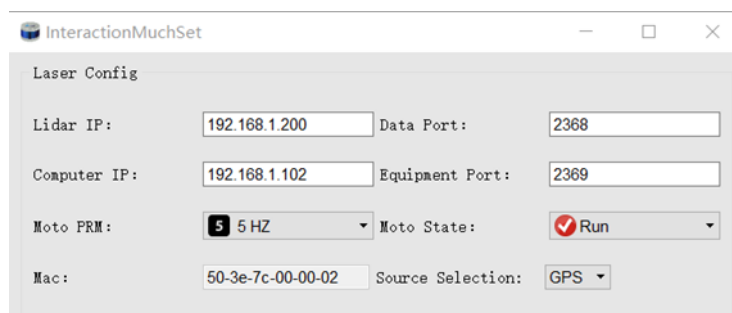 InteractionMuchSet
Laser Config
Lidar IP: 192.168.1.200 Data Port: 2368
Computer IP: 192.168.1.102 Equipment Port: 2369
Moto PRM: 5 5 HZ Moto State: Run
Mac: 50-3e-7c-00-00-02 Source Selection: GPS